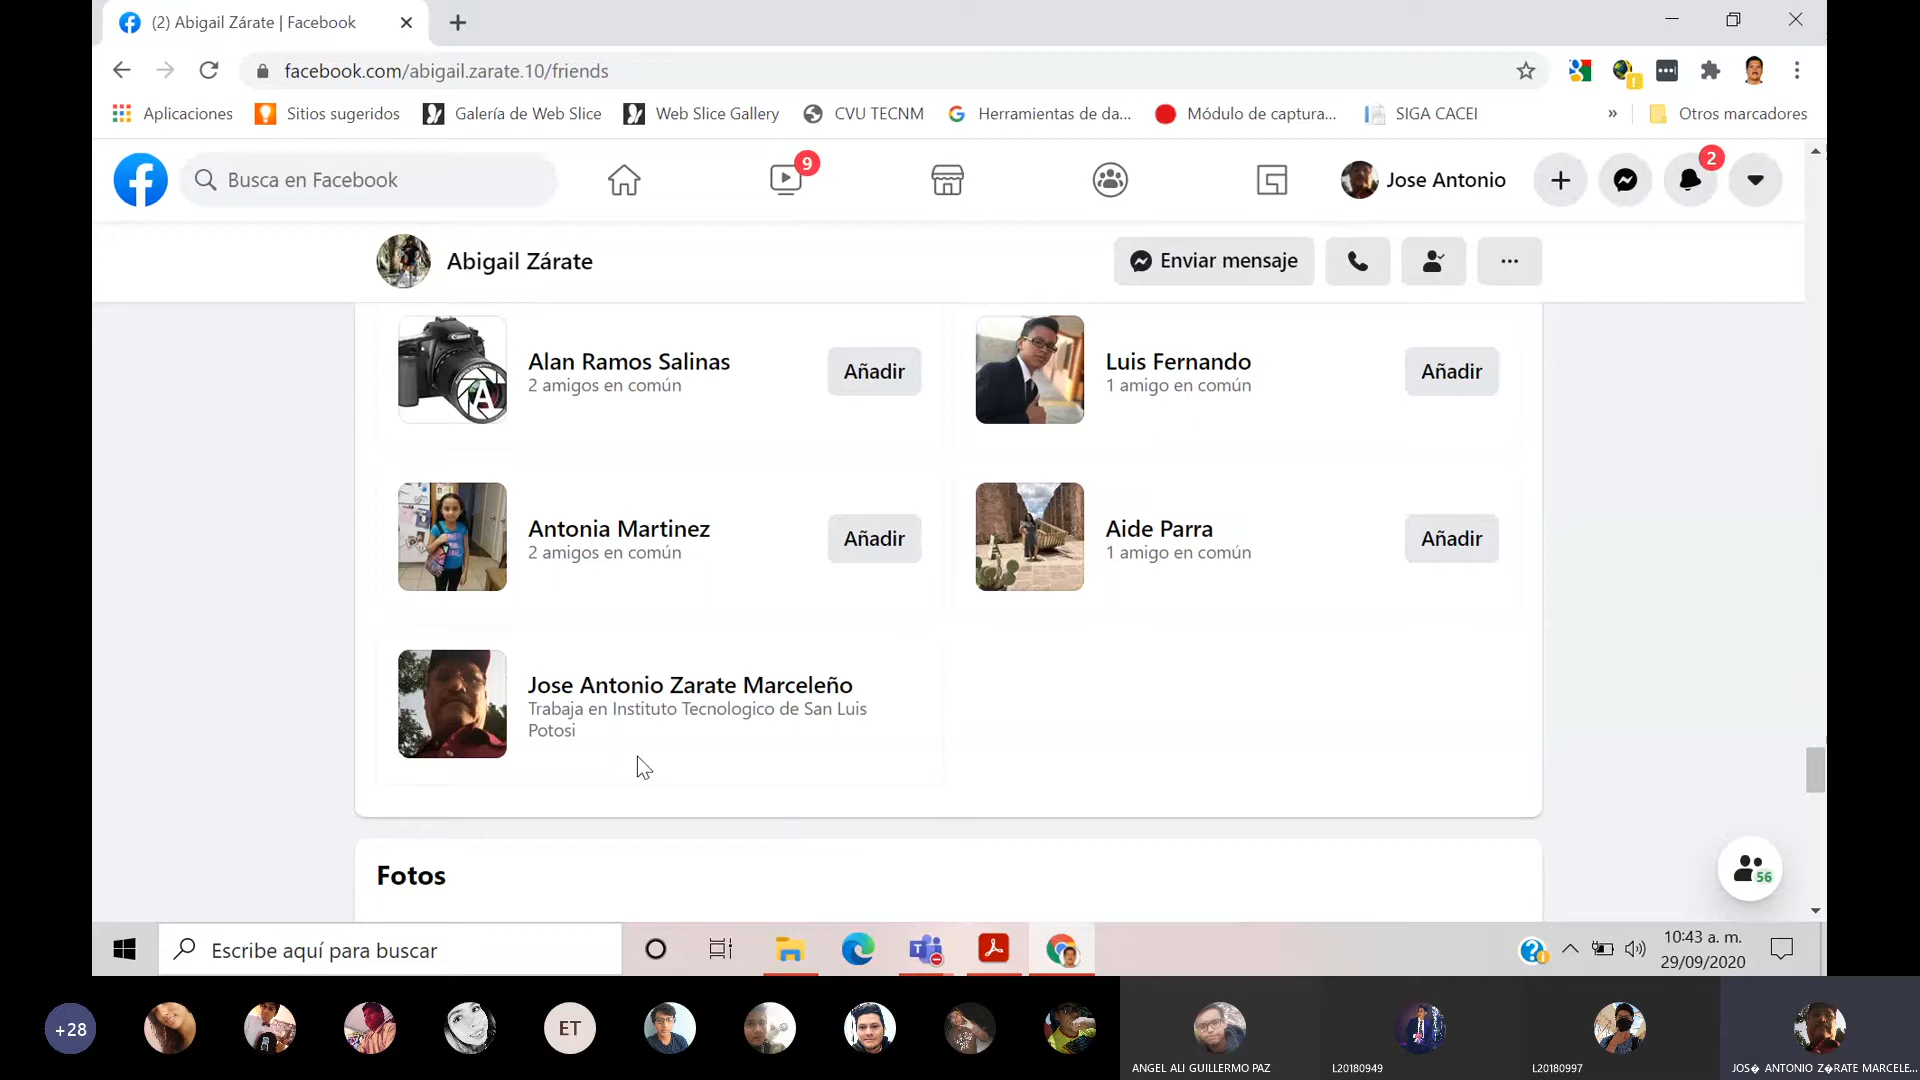 (2) Abigail Zárate | Facebook
facebook.com/abigail.zarate.10/friends
Aplicaciones
Sitios sugeridos
Galería de Web Slice
Web Slice Gallery
CVU TECNM
Herramientas de da...
Módulo de captura...
SIGA CACEI
»
Otros marcadores
Busca en Facebook
9
Jose Antonio
2
Abigail Zárate
Enviar mensaje
Canon
A
Alan Ramos Salinas
2 amigos en común
Añadir
Luis Fernando
1 amigo en común
Añadir
Antonia Martinez
2 amigos en común
Añadir
Aide Parra
1 amigo en común
Añadir
Jose Antonio Zarate Marceleño
Trabaja en Instituto Tecnologico de San Luis
Potosi
Fotos
56
Escribe aquí para buscar
10:43 a. m.
29/09/2020
+28
ET
ANGEL ALI GUILLERMO PAZ
L20180949
L20180997
JOS� ANTONIO Z�RATE MARCELE...